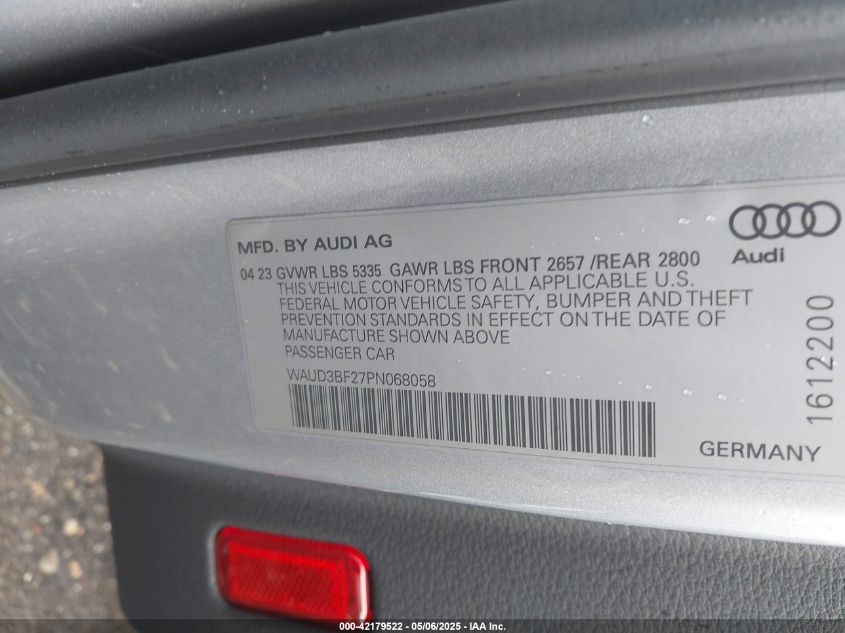 Audi
MFD. BY AUDI AG
04 23 GVWR LBS 5335 GAWR LBS FRONT 2657 /REAR 2800
THIS VEHICLE CONFORMS TO ALL APPLICABLE U.S.
FEDERAL MOTOR VEHICLE SAFETY, BUMPER AND THEFT
PREVENTION STANDARDS IN EFFECT ON THE DATE OF
MANUFACTURE SHOWN ABOVE
PASSENGER CAR
WAUD3BF27PN068058
1612200
GERMANY
000-42179522 - 05/06/2025 - IAA Inc.